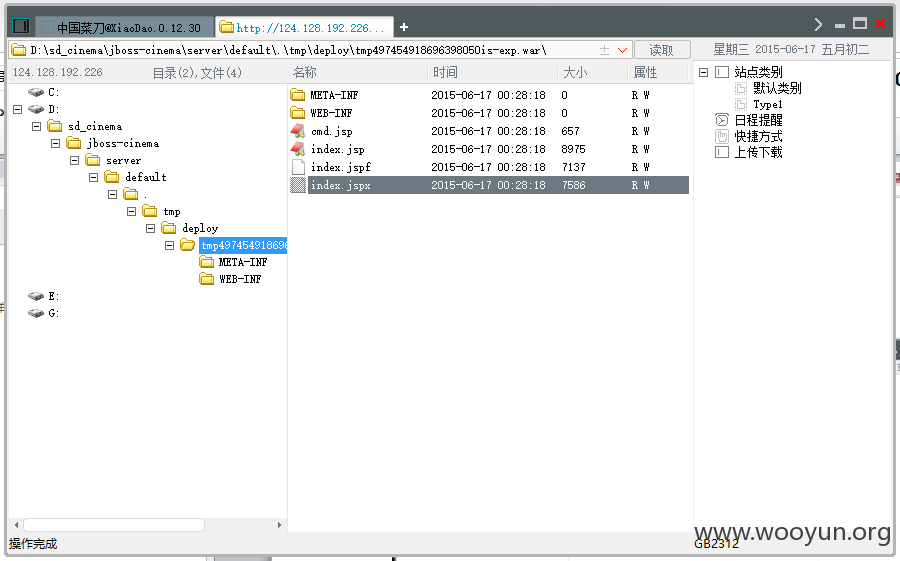 中国菜刀@XiaoDao.0.12.30 http://124.128.192.226... +
D:\sd_cinema\jboss-cinema\server\default\.\tmp\deploy\tmp497454918696398050is-exp.war\ 读取 星期三 2015-06-17 五月初二
124.128.192.226 目录(2),文件(4) 名称 时间 大小 属性
C:
D:
sd_cinema
jboss-cinema
server
default
.
tmp
deploy
tmp49745491869
META-INF
WEB-INF
E:
G:
META-INF 2015-06-17 00:28:18 0 R W
WEB-INF 2015-06-17 00:28:18 0 R W
cmd.jsp 2015-06-17 00:28:18 657 R W
index.jsp 2015-06-17 00:28:18 8975 R W
index.jspf 2015-06-17 00:28:18 7137 R W
index.jspx 2015-06-17 00:28:18 7586 R W
站点类别
默认类别
Type1
日程提醒
快捷方式
上传下载
www.wooyun.org
操作完成 GB2312